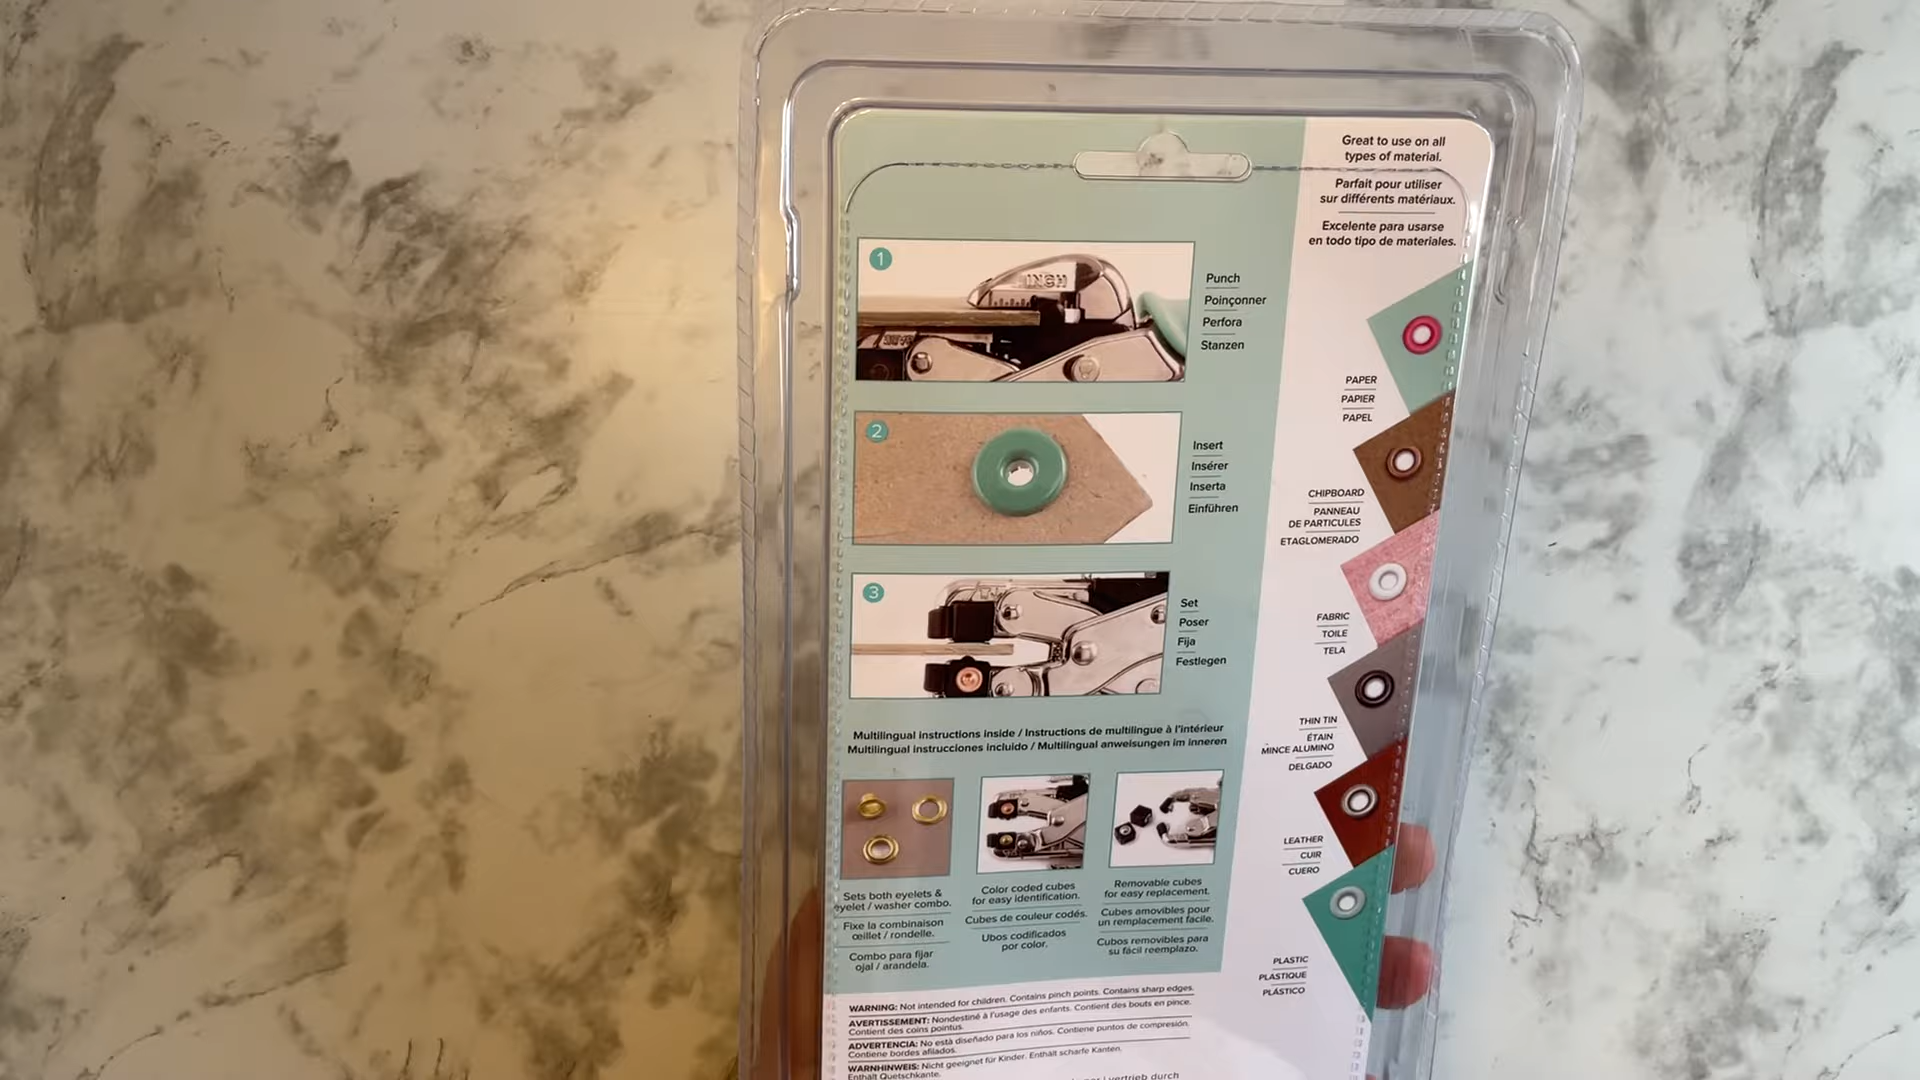 Great to use on all
types of material.
Parfait pour utiliser
sur différents matériaux.
Excelente para usarse
en todo tipo de materiales.
1
INCH
Punch
Poinçonner
Perfora
Stanzen
2
Insert
Insérer
Inserta
Einführen
3
Set
Poser
Fija
Festlegen
PAPER
PAPIER
PAPEL
CHIPBOARD
PANNEAU
DE PARTICULES
ETAGLOMERADO
FABRIC
TOILE
TELA
THIN TIN
ÉTAIN
MINCE ALUMINO
DELGADO
LEATHER
CUIR
CUERO
PLASTIC
PLASTIQUE
PLÁSTICO
Multilingual instructions inside / Instructions de multilingue à l'intérieur
Multilingual instrucciones incluido / Multilingual anweisungen im inneren
Sets both eyelets &
eyelet / washer combo.
Fixe la combinaison
œillet / rondelle.
Combo para fijar
ojal / arandela.
Color coded cubes
for easy identification.
Cubes de couleur codés.
Ubos codificados
por color.
Removable cubes
for easy replacement.
Cubes amovibles pour
un remplacement facile.
Cubos removibles para
su fácil reemplazo.
WARNING: Not intended for children. Contains pinch points. Contains sharp edges.
AVERTISSEMENT: Nondestiné à l'usage des enfants. Contient des bouts en pince.
Contient des coins pointus.
ADVERTENCIA: No está diseñado para los niños. Contiene puntos de compresión.
Contiene bordes afilados.
WARNHINWEIS: Nicht geeignet für Kinder. Enthält scharfe Kanten.
Enthält Quetschkante.
vertrieb durch